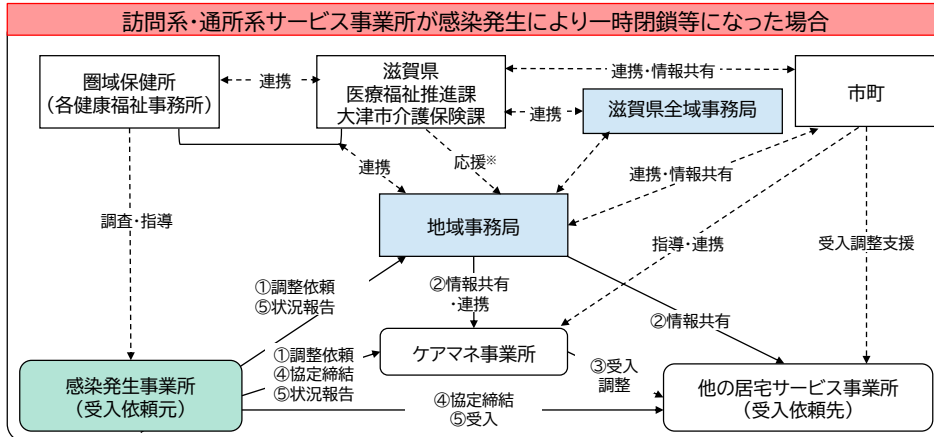 訪問系・通所系サービス事業所が感染発生により一時閉鎖等になった場合
圏域保健所
（各健康福祉事務所）
連携
滋賀県
医療福祉推進課
大津市介護保険課
連携・情報共有
連携
滋賀県全域事務局
市町
連携
応援※
連携・情報共有
調査・指導
地域事務局
指導・連携
受入調整支援
①調整依頼
⑤状況報告
②情報共有
・連携
②情報共有
ケアマネ事業所
①調整依頼
④協定締結
⑤状況報告
③受入
調整
感染発生事業所
（受入依頼元）
④協定締結
⑤受入
他の居宅サービス事業所
（受入依頼先）